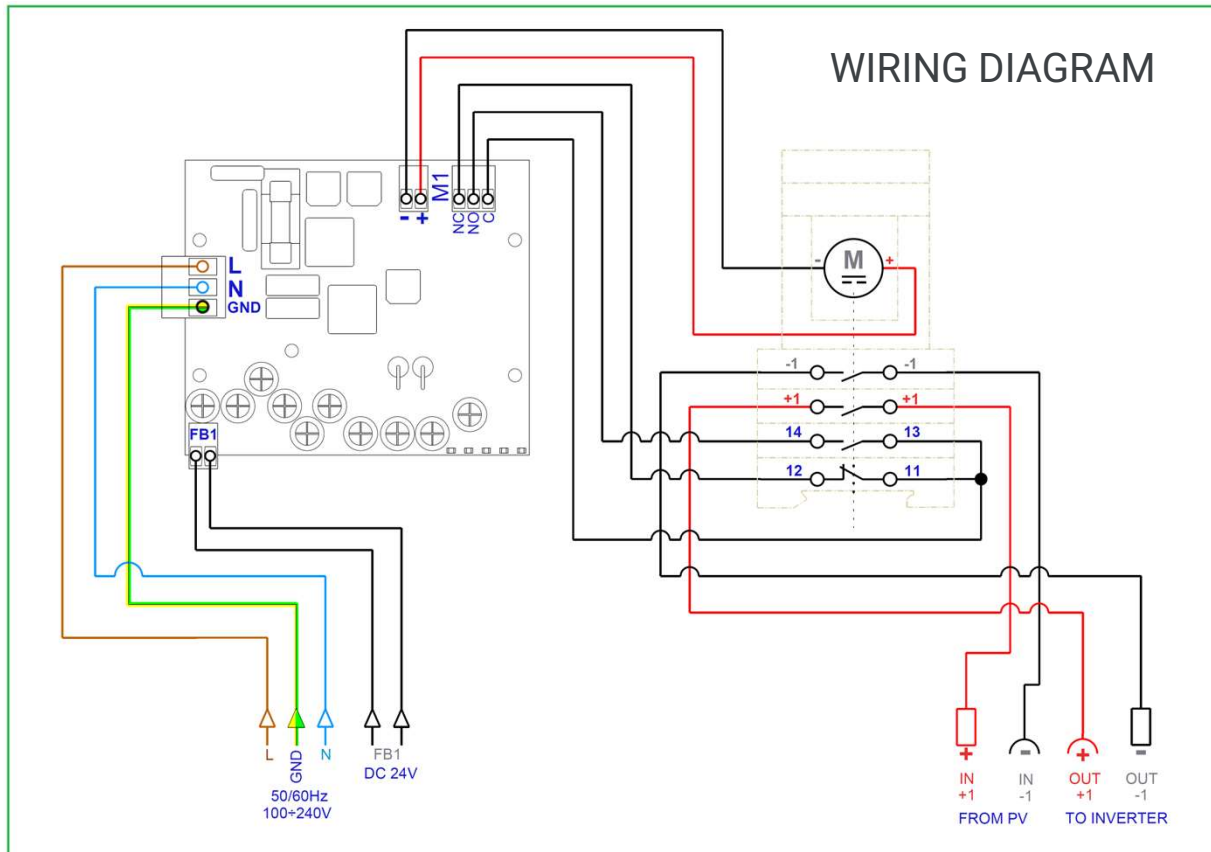 WIRING DIAGRAM
M1
- +
NC NO C
L
N
GND
FB1
- M +
-1 -1
+1 +1
14 13
12 11
L GND N
50/60Hz
100÷240V
FB1
DC 24V
+ - + -
IN IN OUT OUT
+1 -1 +1 -1
FROM PV TO INVERTER